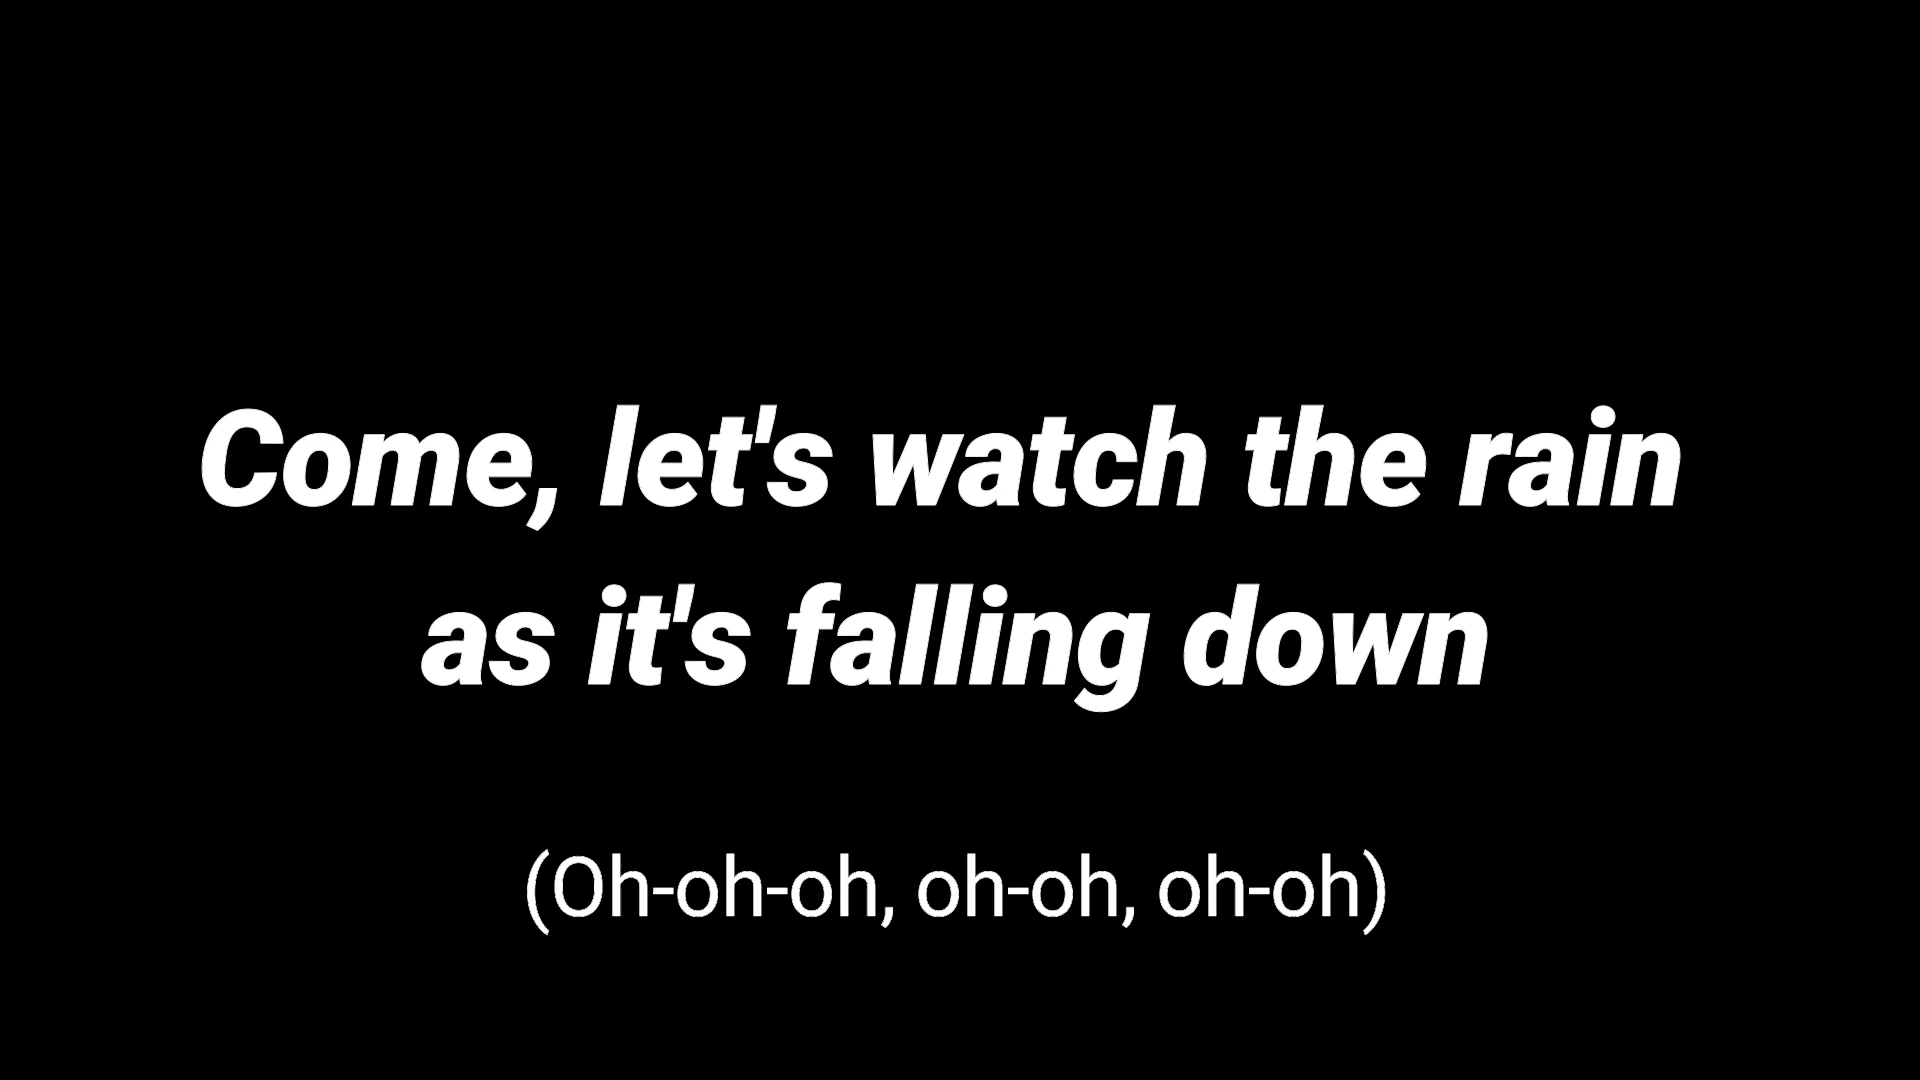 Come, let's watch the rain
as it's falling down
(Oh-oh-oh, oh-oh, oh-oh)